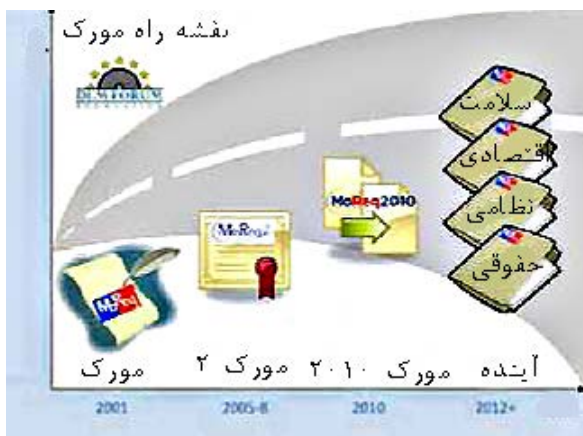 نقشه راه مورک
DLM FORUM
FOUNDATION
سلامت
اقتصادی
نظامی
حقوقی
MoReq2010
MoReq2
MoReq
مورک
مورک ۲
مورک ۲۰۱۰
آینده
2001
2005-8
2010
2012+